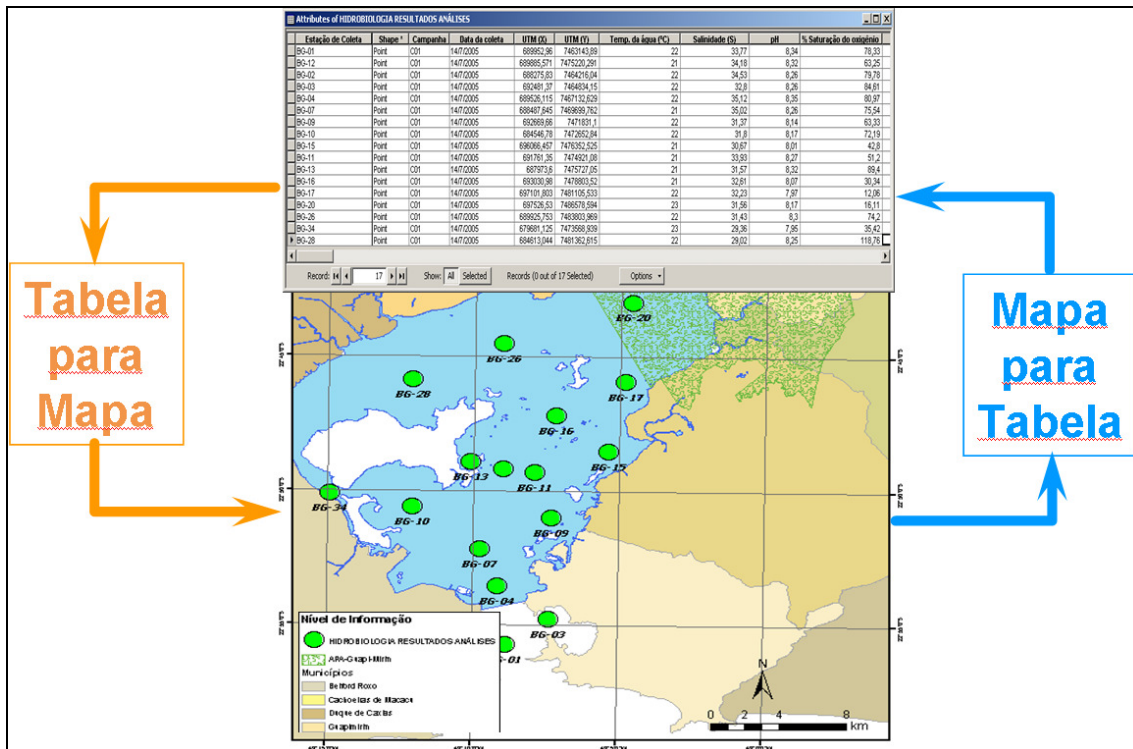 Attributes of HIDROBIOLOGIA RESULTADOS ANÁLISES
Estação de Coleta Shape * Campanha Data da coleta UTM (X) UTM (Y) Temp. da água (ºC) Salinidade (S) pH % Saturação do oxigênio
BG-01 Point C01 14/7/2005 689952,96 7463143,89 22 33,77 8,34 78,33
BG-12 Point C01 14/7/2005 689885,571 7475220,291 21 34,18 8,32 63,25
BG-02 Point C01 14/7/2005 688275,83 7464216,04 22 34,53 8,26 79,78
BG-03 Point C01 14/7/2005 692481,37 7464834,15 22 32,8 8,26 84,61
BG-04 Point C01 14/7/2005 689526,115 7467132,629 22 35,12 8,35 80,97
BG-07 Point C01 14/7/2005 688487,645 7469699,762 21 35,02 8,26 75,54
BG-09 Point C01 14/7/2005 692669,66 7471831,1 22 31,37 8,14 63,33
BG-10 Point C01 14/7/2005 684546,78 7472652,84 22 31,8 8,17 72,19
BG-15 Point C01 14/7/2005 696066,457 7476352,525 21 30,67 8,01 42,8
BG-11 Point C01 14/7/2005 691761,35 7474921,08 21 33,93 8,27 51,2
BG-13 Point C01 14/7/2005 687973,6 7475727,05 21 31,57 8,32 89,4
BG-16 Point C01 14/7/2005 693030,98 7478803,52 21 32,61 8,07 30,34
BG-17 Point C01 14/7/2005 697101,803 7481105,533 22 32,23 7,97 12,06
BG-20 Point C01 14/7/2005 697526,53 7486578,594 23 31,56 8,17 16,11
BG-26 Point C01 14/7/2005 689925,753 7483803,969 22 31,43 8,3 74,2
BG-34 Point C01 14/7/2005 679681,125 7473568,939 23 29,36 7,95 35,42
BG-28 Point C01 14/7/2005 684613,044 7481362,615 22 29,02 8,25 118,76
Record: 17 Show: All Selected Records (0 out of 17 Selected) Options
Tabela
para
Mapa
Mapa
para
Tabela
BG-20
BG-26
BG-28
BG-17
BG-16
BG-15
BG-13
BG-11
BG-34
BG-10
BG-09
BG-07
BG-04
BG-03
-01
Nível de Informação
HIDROBIOLOGIA RESULTADOS ANÁLISES
APA-Guapi-Mirim
Municípios
Belford Roxo
Cachoeiras de Macacu
Duque de Caxias
Guapimirim
N
0 2 4 8
km